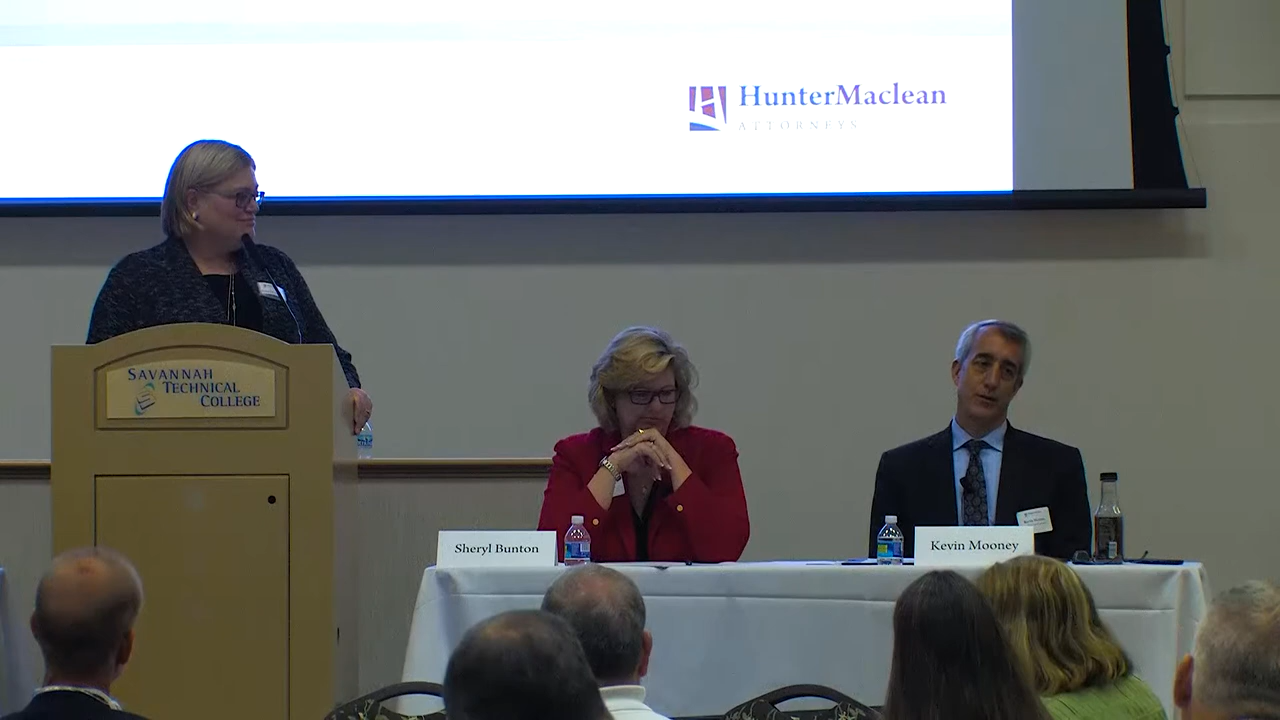 HunterMaclean
ATTORNEYS
SAVANNAH
TECHNICAL
COLLEGE
Sheryl Bunton
Kevin Mooney